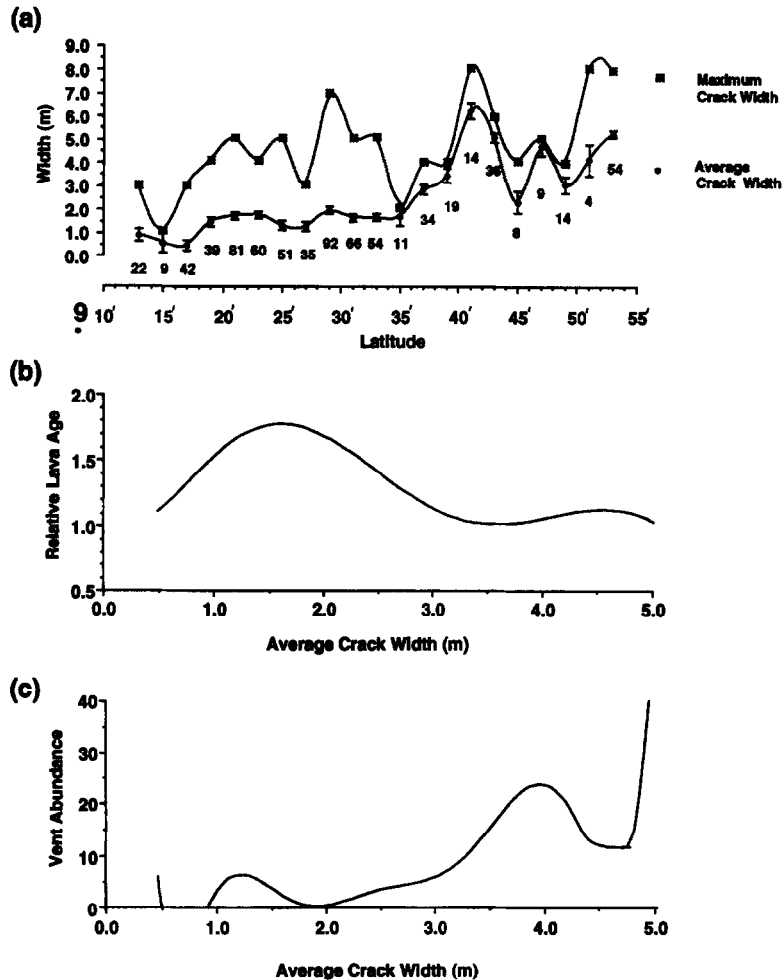 (a)
9.0
8.0
7.0
6.0
5.0
4.0
3.0
2.0
1.0
0.0
Width (m)
Maximum
Crack Width
Average
Crack Width
22 9 42 39 81 60 51 35 92 66 54 11 34 19 14 36 8 9 14 4 54
9° 10' 15' 20' 25' 30' 35' 40' 45' 50' 55'
Latitude
(b)
2.0
1.5
1.0
0.5
Relative Lava Age
0.0 1.0 2.0 3.0 4.0 5.0
Average Crack Width (m)
(c)
40
30
20
10
0
Vent Abundance
0.0 1.0 2.0 3.0 4.0 5.0
Average Crack Width (m)